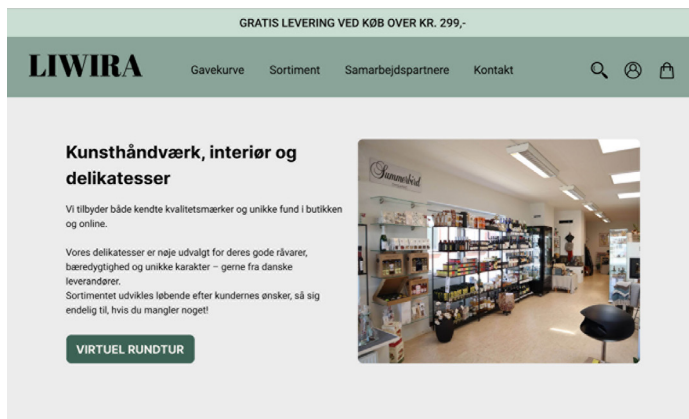 GRATIS LEVERING VED KØB OVER KR. 299,-
LIWIRA
Gavekurve Sortiment Samarbejdspartnere Kontakt
Kunsthåndværk, interiør og
delikatesser
Vi tilbyder både kendte kvalitetsmærker og unikke fund i butikken
og online.
Vores delikatesser er nøje udvalgt for deres gode råvarer,
bæredygtighed og unikke karakter – gerne fra danske
leverandører.
Sortimentet udvikles løbende efter kundernes ønsker, så sig
endelig til, hvis du mangler noget!
VIRTUEL RUNDTUR
Summerbird